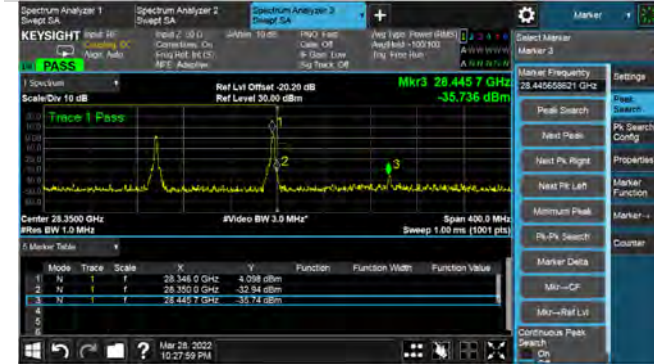 Spectrum Analyzer 1
Swept SA
Spectrum Analyzer 2
Swept SA
Spectrum Analyzer 3
Swept SA
+
Marker
KEYSIGHT
Input: RF
Coupling: DC
Align: Auto
Input Z: 50 Ω
Corrections: On
Freq Ref: Int (S)
NFE: Adaptive
Atten: 10 dB
PNO: Fast
Gate: Off
IF Gain: Low
Sig Track: Off
Avg Type: Power (RMS)
Avg|Hold: >100/100
Trig: Free Run
PASS
Select Marker
Marker 3
1 Spectrum
Scale/Div 10 dB
Ref Lvl Offset -20.20 dB
Ref Level 30.00 dBm
Mkr3 28.445 7 GHz
-35.736 dBm
Trace 1 Pass
1
2
3
Center 28.3500 GHz
#Res BW 1.0 MHz
#Video BW 3.0 MHz*
Span 400.0 MHz
Sweep 1.00 ms (1001 pts)
5 Marker Table
Mode Trace Scale X Y Function Function Width Function Value
1 N 1 f 28.346 0 GHz 4.098 dBm
2 N 1 f 28.350 0 GHz -32.94 dBm
3 N 1 f 28.445 7 GHz -35.74 dBm
4
5
6
Mar 28, 2022
10:27:59 PM
Marker Frequency
28.445658621 GHz
Peak Search
Next Peak
Next Pk Right
Next Pk Left
Minimum Peak
Pk-Pk Search
Marker Delta
Mkr→CF
Mkr→Ref Lvl
Continuous Peak
Search
On
Settings
Peak
Search
Pk Search
Config
Properties
Marker
Function
Marker→
Counter